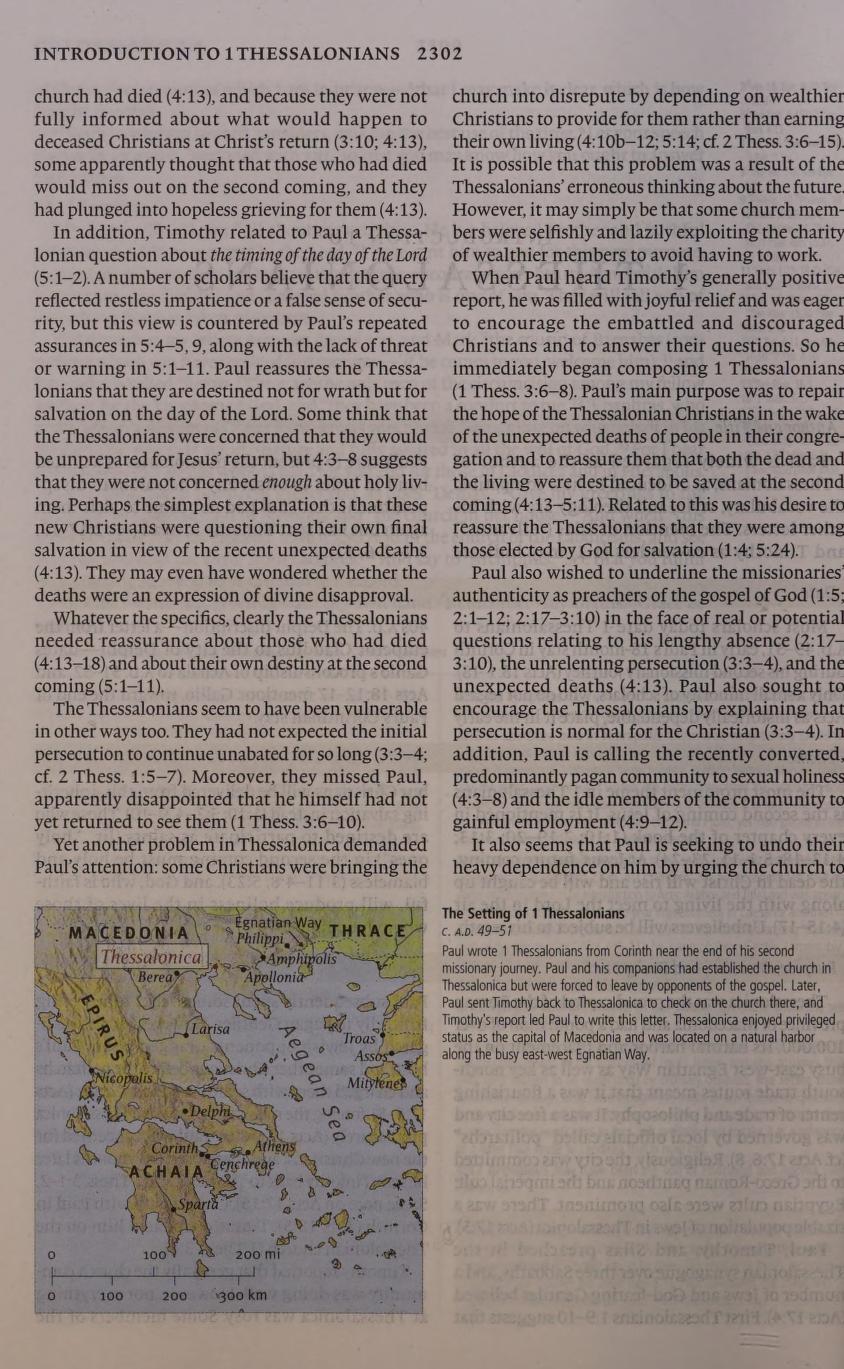 INTRODUCTION TO 1 THESSALONIANS 2302
church had died (4:13), and because they were not
fully informed about what would happen to
deceased Christians at Christ’s return (3:10; 4:13),
some apparently thought that those who had died
would miss out on the second coming, and they
had plunged into hopeless grieving for them (4:13).
In addition, Timothy related to Paul a Thessa-
lonian question about the timing of the day of the Lord
(5:1–2). A number of scholars believe that the query
reflected restless impatience or a false sense of secu-
rity, but this view is countered by Paul’s repeated
assurances in 5:4–5, 9, along with the lack of threat
or warning in 5:1–11. Paul reassures the Thessa-
lonians that they are destined not for wrath but for
salvation on the day of the Lord. Some think that
the Thessalonians were concerned that they would
be unprepared for Jesus’ return, but 4:3–8 suggests
that they were not concerned enough about holy liv-
ing. Perhaps the simplest explanation is that these
new Christians were questioning their own final
salvation in view of the recent unexpected deaths
(4:13). They may even have wondered whether the
deaths were an expression of divine disapproval.
Whatever the specifics, clearly the Thessalonians
needed reassurance about those who had died
(4:13–18) and about their own destiny at the second
coming (5:1–11).
The Thessalonians seem to have been vulnerable
in other ways too. They had not expected the initial
persecution to continue unabated for so long (3:3–4;
cf. 2 Thess. 1:5–7). Moreover, they missed Paul,
apparently disappointed that he himself had not
yet returned to see them (1 Thess. 3:6–10).
Yet another problem in Thessalonica demanded
Paul’s attention: some Christians were bringing the
church into disrepute by depending on wealthier
Christians to provide for them rather than earning
their own living (4:10b–12; 5:14; cf. 2 Thess. 3:6–15).
It is possible that this problem was a result of the
Thessalonians’ erroneous thinking about the future.
However, it may simply be that some church mem-
bers were selfishly and lazily exploiting the charity
of wealthier members to avoid having to work.
When Paul heard Timothy’s generally positive
report, he was filled with joyful relief and was eager
to encourage the embattled and discouraged
Christians and to answer their questions. So he
immediately began composing 1 Thessalonians
(1 Thess. 3:6–8). Paul’s main purpose was to repair
the hope of the Thessalonian Christians in the wake
of the unexpected deaths of people in their congre-
gation and to reassure them that both the dead and
the living were destined to be saved at the second
coming (4:13–5:11). Related to this was his desire to
reassure the Thessalonians that they were among
those elected by God for salvation (1:4; 5:24).
Paul also wished to underline the missionaries’
authenticity as preachers of the gospel of God (1:5;
2:1–12; 2:17–3:10) in the face of real or potential
questions relating to his lengthy absence (2:17–
3:10), the unrelenting persecution (3:3–4), and the
unexpected deaths (4:13). Paul also sought to
encourage the Thessalonians by explaining that
persecution is normal for the Christian (3:3–4). In
addition, Paul is calling the recently converted,
predominantly pagan community to sexual holiness
(4:3–8) and the idle members of the community to
gainful employment (4:9–12).
It also seems that Paul is seeking to undo their
heavy dependence on him by urging the church to
MACEDONIA
Egnatian Way
Philippi
THRACE
Thessalonica
Amphipolis
Berea
Apollonia
EPIRUS
Larisa
Aegean Sea
Troas
Assos
Mitylene
Nicopolis
Delphi
Corinth
Athens
ACHAIA
Cenchreae
Sparta
0 100 200 mi
0 100 200 300 km
The Setting of 1 Thessalonians
C. A.D. 49–51
Paul wrote 1 Thessalonians from Corinth near the end of his second
missionary journey. Paul and his companions had established the church in
Thessalonica but were forced to leave by opponents of the gospel. Later,
Paul sent Timothy back to Thessalonica to check on the church there, and
Timothy’s report led Paul to write this letter. Thessalonica enjoyed privileged
status as the capital of Macedonia and was located on a natural harbor
along the busy east-west Egnatian Way.